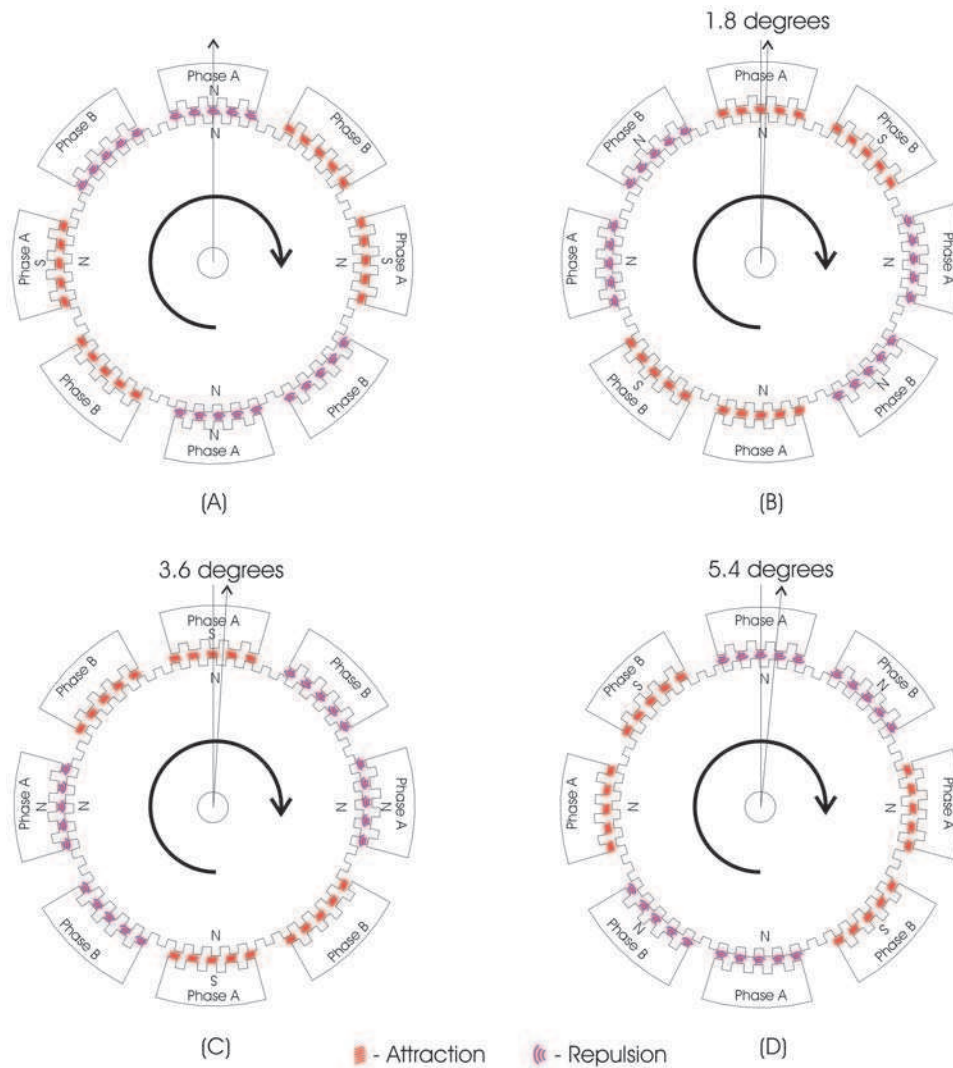 1.8 degrees
Phase A
N
N
Phase B
Phase B
Phase A
S
N
N
Phase A
S
Phase B
Phase B
N
N
Phase A
(A)
Phase A
N
Phase B
N
Phase B
S
Phase A
N
N
Phase A
Phase B
S
Phase B
N
N
Phase A
(B)
3.6 degrees
5.4 degrees
Phase A
S
N
Phase B
Phase B
Phase A
N
N
N
N
Phase A
Phase B
Phase B
N
S
Phase A
(C)
Phase A
N
Phase B
S
Phase B
N
Phase A
N
N
Phase A
Phase B
N
Phase B
S
N
Phase A
(D)
- Attraction
- Repulsion